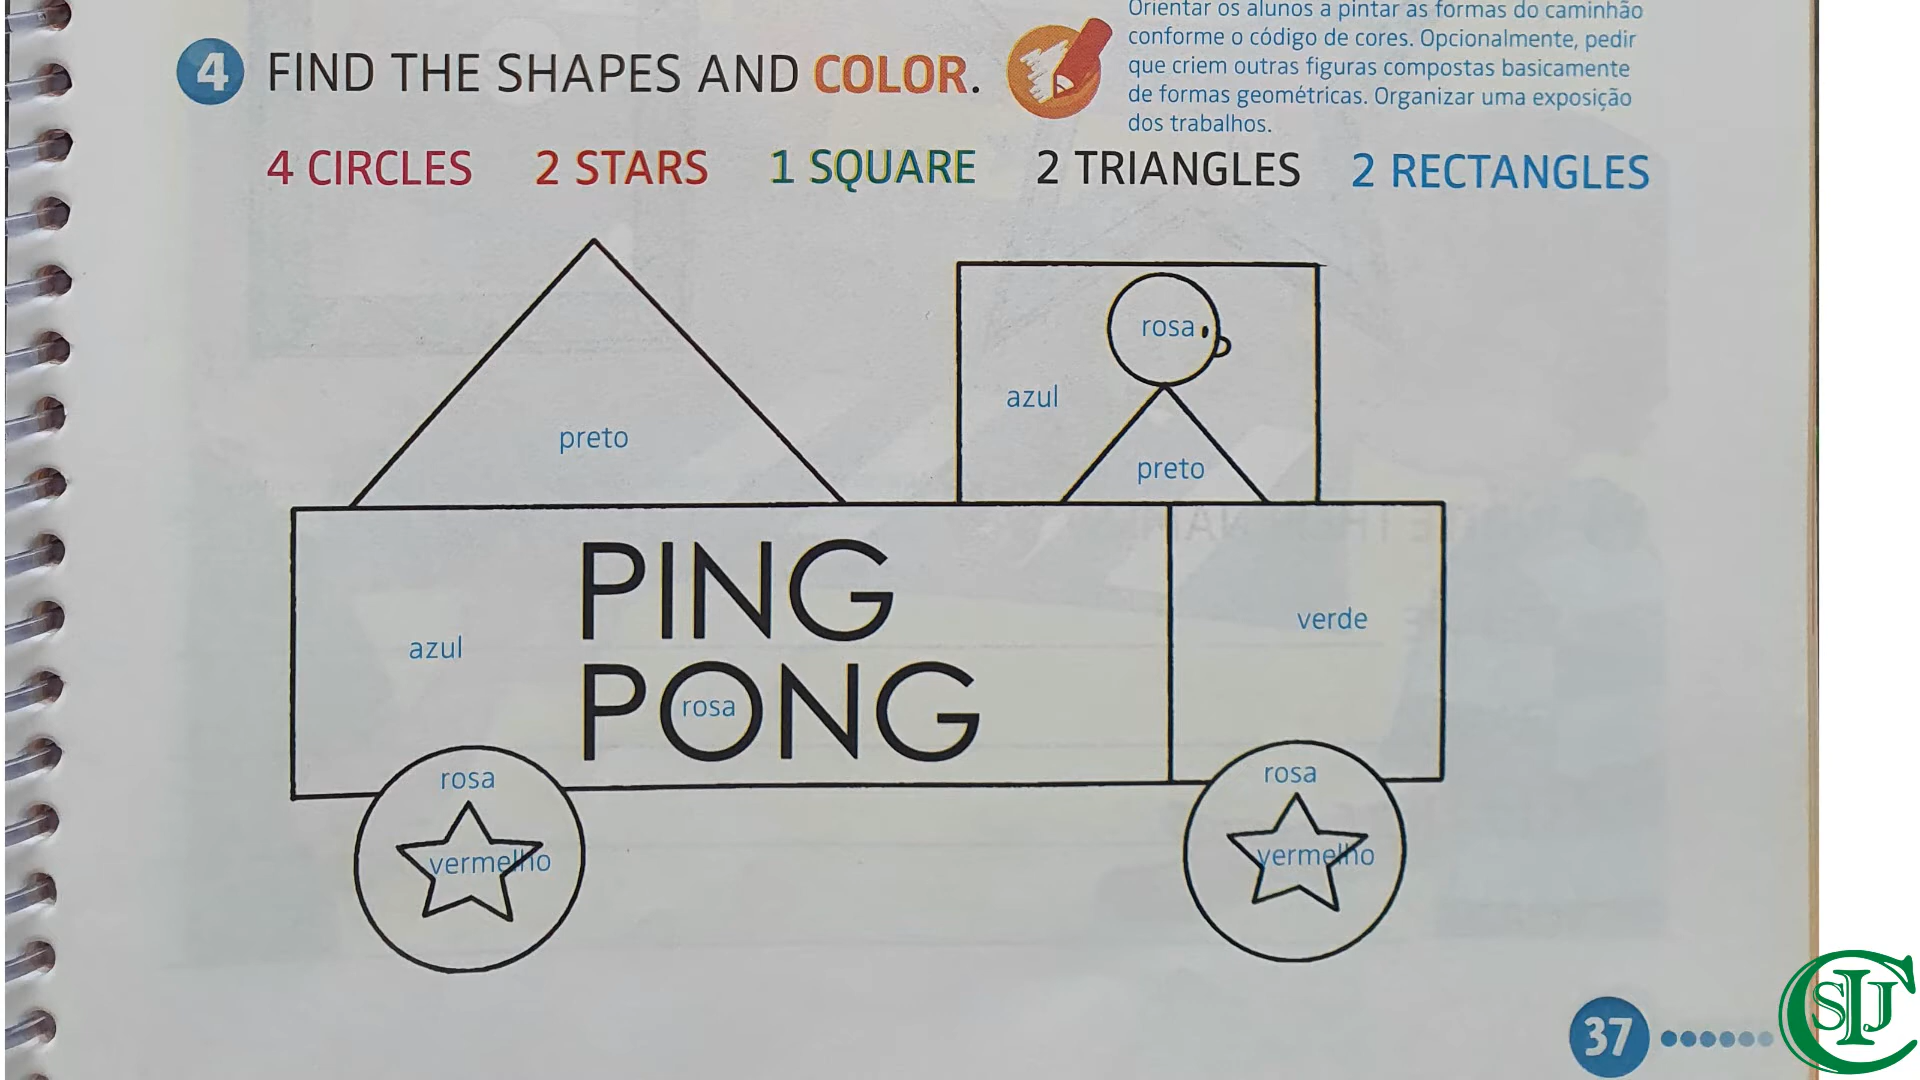 Orientar os alunos a pintar as formas do caminhão
conforme o código de cores. Opcionalmente, pedir
que criem outras figuras compostas basicamente
de formas geométricas. Organizar uma exposição
dos trabalhos.
4 FIND THE SHAPES AND COLOR.
4 CIRCLES 2 STARS 1 SQUARE 2 TRIANGLES 2 RECTANGLES
rosa
azul
preto
preto
PING
verde
azul
PONG
rosa
rosa
rosa
vermelho
vermelho
37